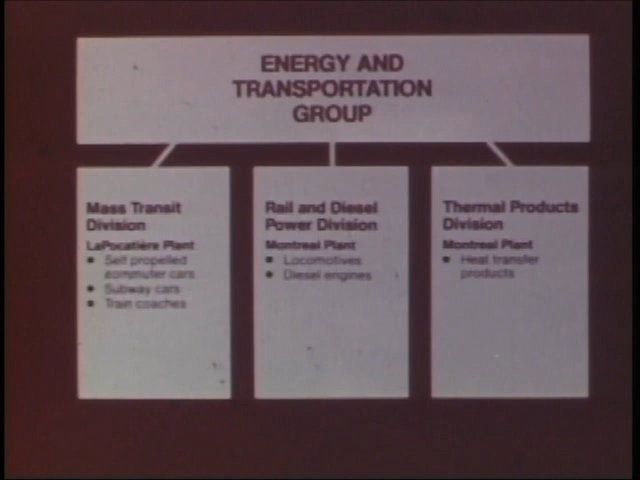 ENERGY AND
TRANSPORTATION
GROUP
Mass Transit
Division
LaPocatière Plant
• Self propelled
commuter cars
• Subway cars
• Train coaches
Rail and Diesel
Power Division
Montreal Plant
• Locomotives
• Diesel engines
Thermal Products
Division
Montreal Plant
• Heat transfer
products